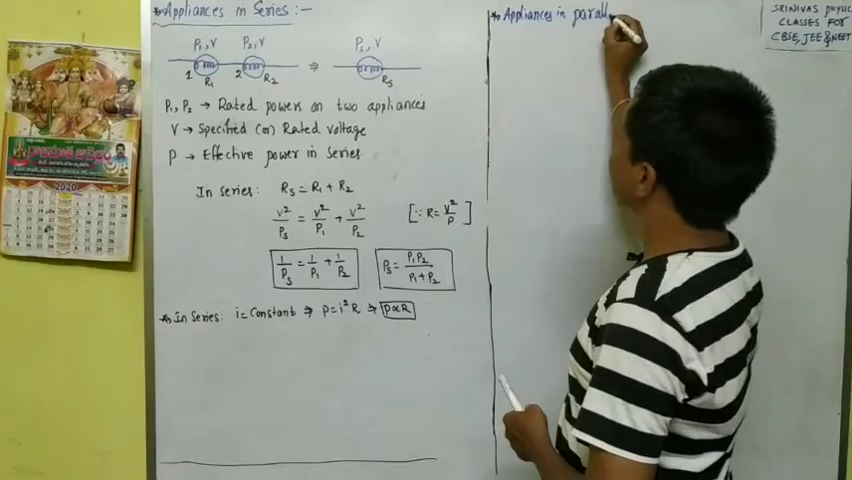 * Appliances in Series :-
P₁, V P₂, V Pₛ, V
1 2 ⇒
R₁ R₂ Rₛ
P₁, P₂ → Rated powers on two appliances
V → Specified (or) Rated voltage
P → Effective power in series
In series: Rₛ = R₁ + R₂
V²/Pₛ = V²/P₁ + V²/P₂ [∵ R = V²/P]
1/Pₛ = 1/P₁ + 1/P₂ Pₛ = P₁P₂/P₁+P₂
* In Series: i = Constant ⇒ P = i²R ⇒ P∝R
* Appliances in parall
SRINIVAS PHYSIC
CLASSES FOR
CBSE, JEE & NEET
2020